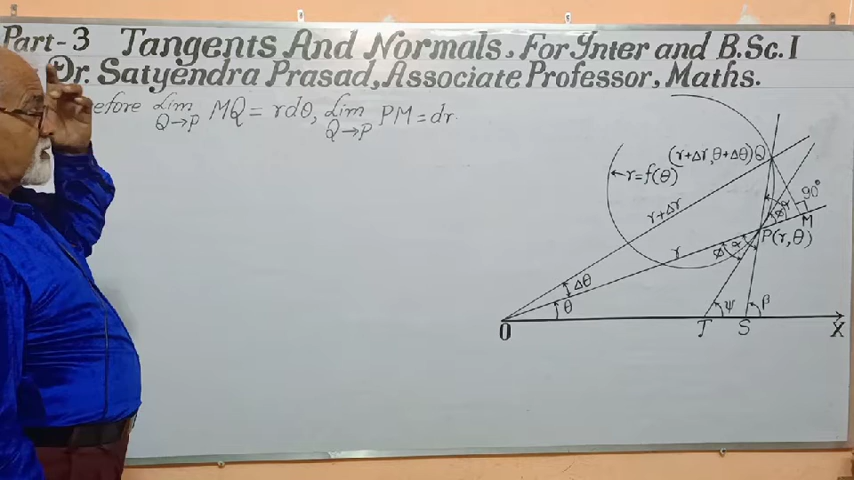 Part-3 Tangents And Normals, For Inter and B.Sc. I
Dr. Satyendra Prasad, Associate Professor, Maths.
efore Lim Q→P MQ = rdθ, Lim Q→P PM = dr.
(r+Δr, θ+Δθ) Q
r=f(θ)
90°
r+Δr
M
r
P(r,θ)
Φ
α
Φ
α
Δθ
θ
ψ
β
O
T
S
X